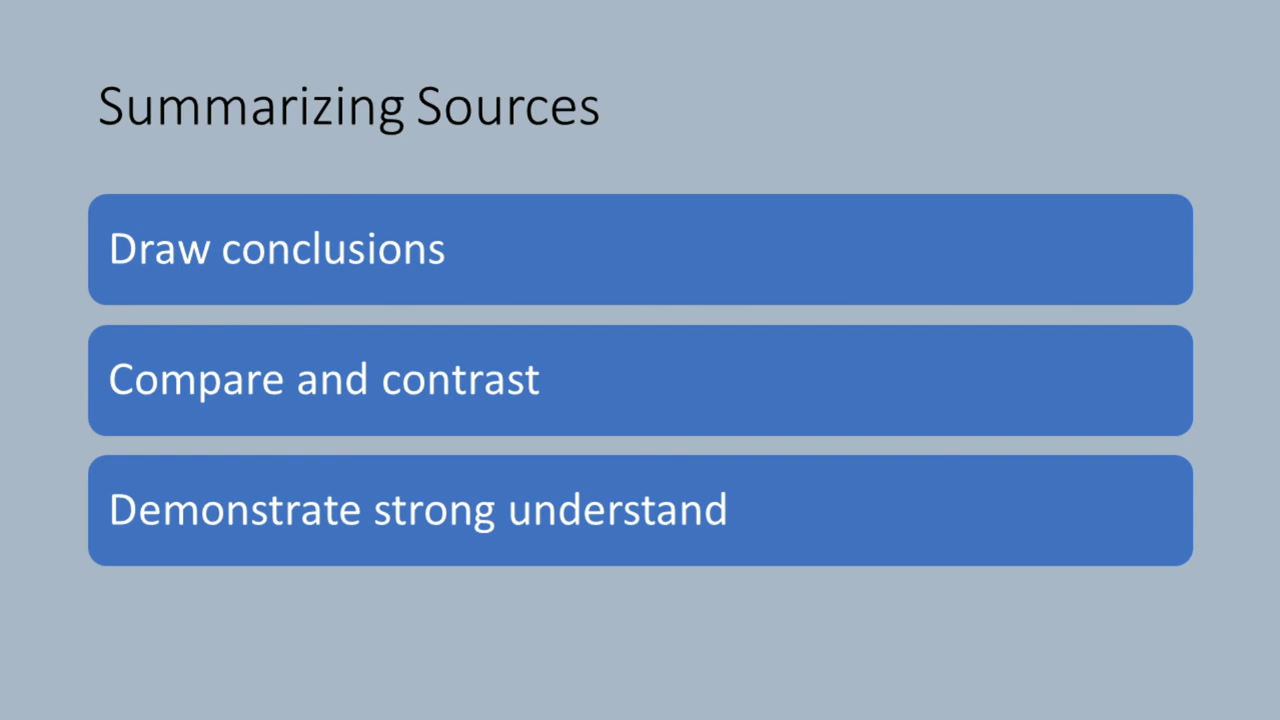 Summarizing Sources
Draw conclusions
Compare and contrast
Demonstrate strong understand